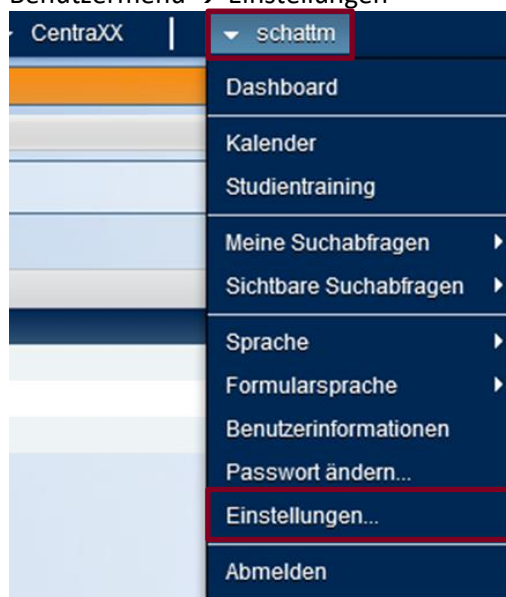 Benutzermenü → Einstellungen
CentraXX | schattm
Dashboard
Kalender
Studientraining
Meine Suchabfragen
Sichtbare Suchabfragen
Sprache
Formularsprache
Benutzerinformationen
Passwort ändern...
Einstellungen...
Abmelden